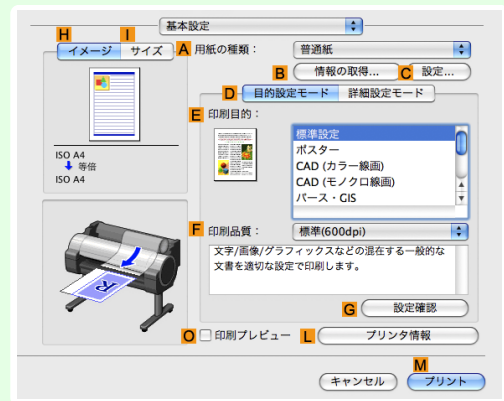 基本設定
H
I
イメージ
サイズ
A
用紙の種類：
普通紙
B
情報の取得...
C
設定...
D
目的設定モード
詳細設定モード
E
印刷目的：
標準設定
ポスター
CAD (カラー線画)
CAD (モノクロ線画)
パース・GIS
ISO A4
等倍
ISO A4
F
印刷品質：
標準(600dpi)
文字/画像/グラフィックスなどの混在する一般的な
文書を適切な設定で印刷します。
R
G
設定確認
O
印刷プレビュー
L
プリンタ情報
M
キャンセル
プリント